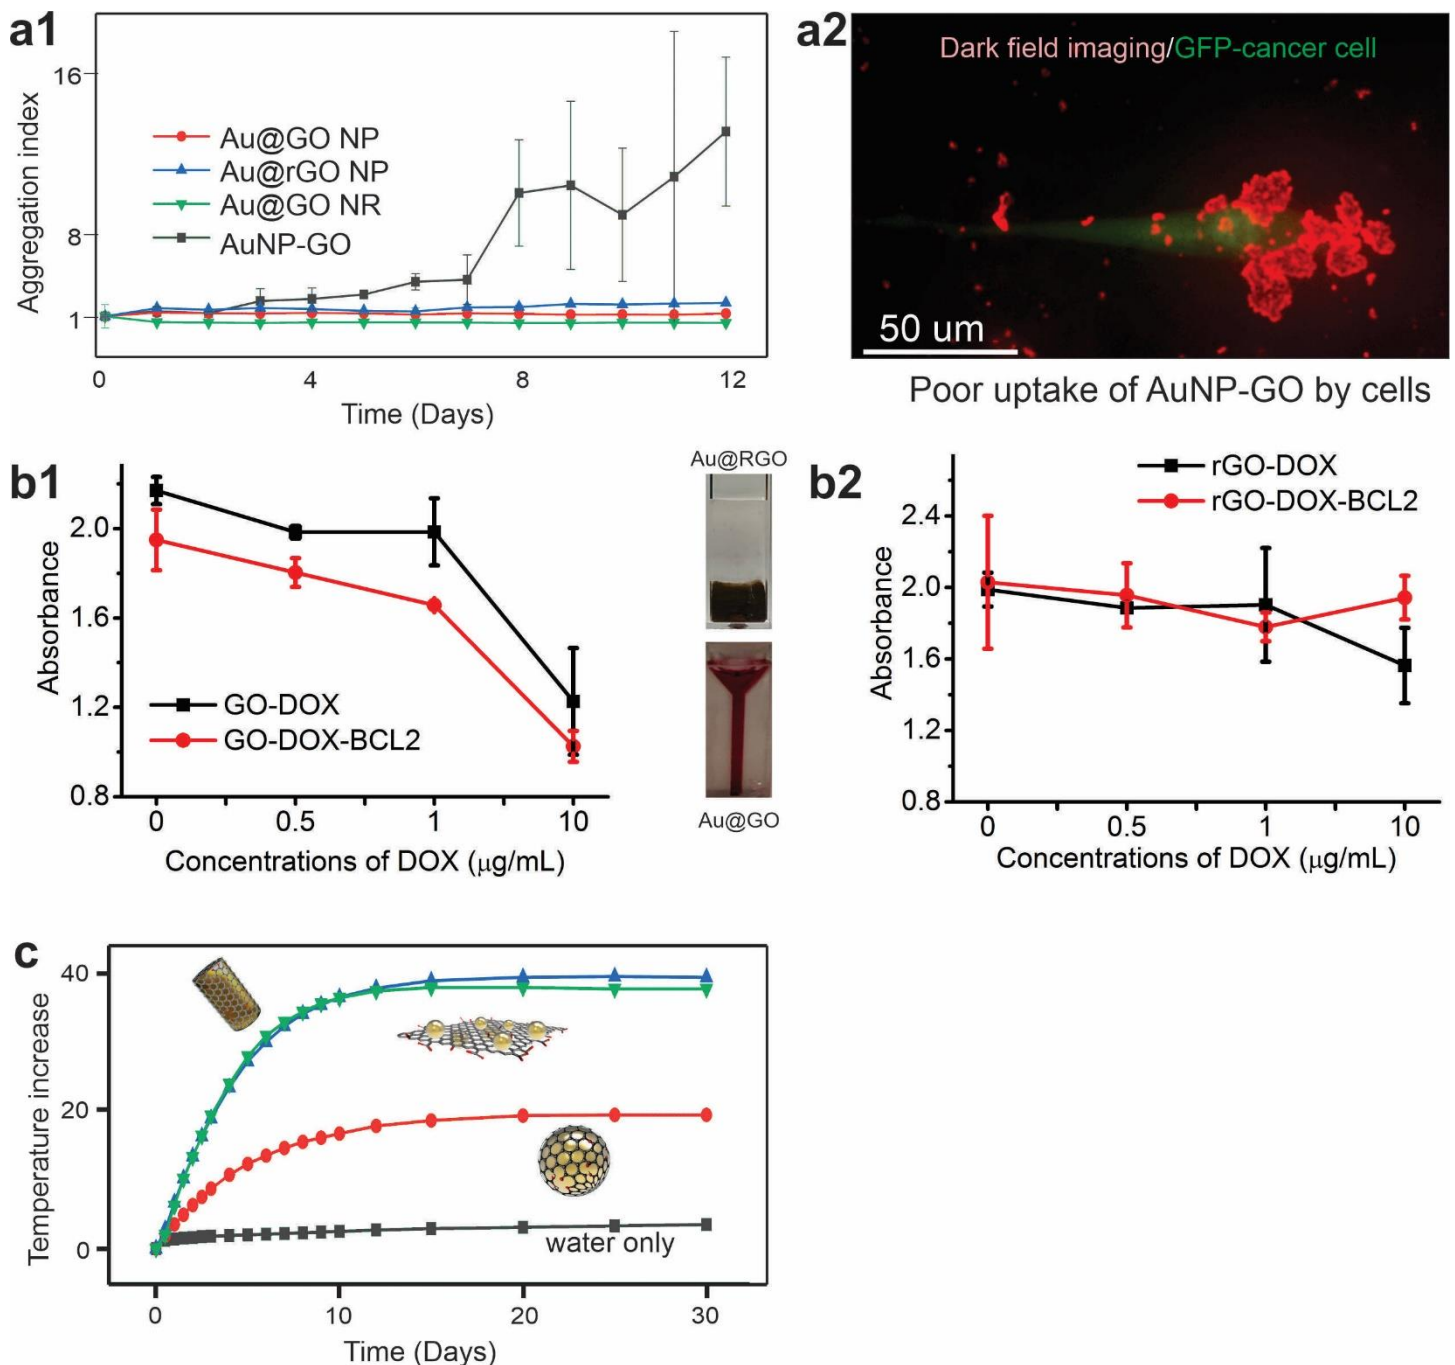 a1
Aggregation index
16
8
1
Au@GO NP
Au@rGO NP
Au@GO NR
AuNP-GO
0 4 8 12
Time (Days)
a2
Dark field imaging/GFP-cancer cell
50 um
Poor uptake of AuNP-GO by cells
b1
Absorbance
2.0
1.6
1.2
0.8
GO-DOX
GO-DOX-BCL2
0 0.5 1 10
Concentrations of DOX (μg/mL)
Au@RGO
Au@GO
b2
Absorbance
2.4
2.0
1.6
1.2
0.8
rGO-DOX
rGO-DOX-BCL2
0 0.5 1 10
Concentrations of DOX (μg/mL)
c
Temperature increase
40
20
0
water only
0 10 20 30
Time (Days)